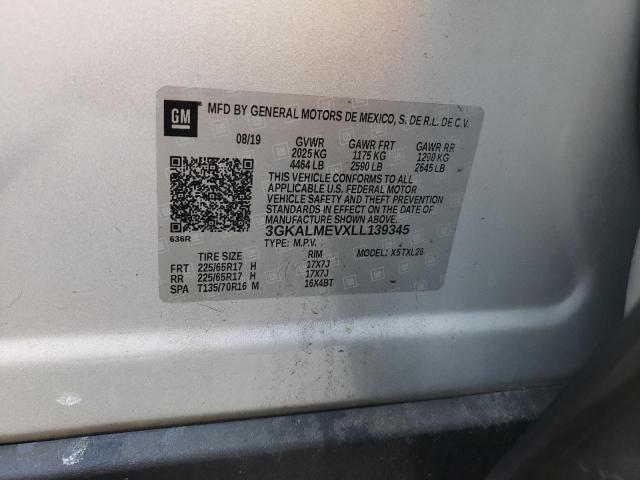 GM
MFD BY GENERAL MOTORS DE MEXICO, S. DE R.L. DE C.V.
08/19 GVWR GAWR FRT GAWR RR
2025 KG 1175 KG 1200 KG
4464 LB 2590 LB 2645 LB
THIS VEHICLE CONFORMS TO ALL
APPLICABLE U.S. FEDERAL MOTOR
VEHICLE SAFETY, BUMPER, AND THEFT
PREVENTION STANDARDS IN EFFECT ON THE DATE OF
MANUFACTURE SHOWN ABOVE.
3GKALMEVXLL139345
636R
TYPE: M.P.V. MODEL: X5TXL26
TIRE SIZE RIM
FRT 225/65R17 H 17X7J
RR 225/65R17 H 17X7J
SPA T135/70R16 M 16X4BT